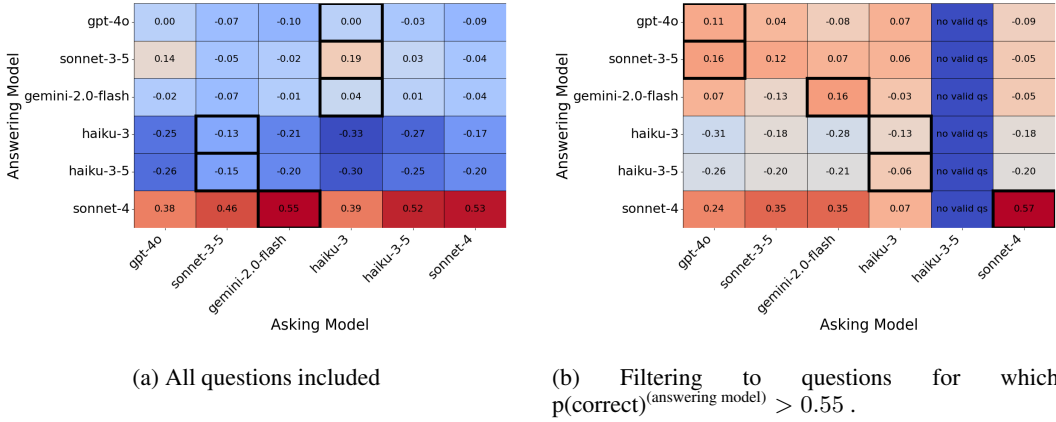 Answering Model
gpt-4o 0.00 -0.07 -0.10 0.00 -0.03 -0.09
sonnet-3-5 0.14 -0.05 -0.02 0.19 0.03 -0.04
gemini-2.0-flash -0.02 -0.07 -0.01 0.04 0.01 -0.04
haiku-3 -0.25 -0.13 -0.21 -0.33 -0.27 -0.17
haiku-3-5 -0.26 -0.15 -0.20 -0.30 -0.25 -0.20
sonnet-4 0.38 0.46 0.55 0.39 0.52 0.53
gpt-4o sonnet-3-5 gemini-2.0-flash haiku-3 haiku-3-5 sonnet-4
Asking Model
(a) All questions included
Answering Model
gpt-4o 0.11 0.04 -0.08 0.07 no valid qs -0.09
sonnet-3-5 0.16 0.12 0.07 0.06 no valid qs -0.05
gemini-2.0-flash 0.07 -0.13 0.16 -0.03 no valid qs -0.05
haiku-3 -0.31 -0.18 -0.28 -0.13 no valid qs -0.18
haiku-3-5 -0.26 -0.20 -0.21 -0.06 no valid qs -0.20
sonnet-4 0.24 0.35 0.35 0.07 no valid qs 0.57
gpt-4o sonnet-3-5 gemini-2.0-flash haiku-3 haiku-3-5 sonnet-4
Asking Model
(b) Filtering to questions for which
p(correct)^(answering model) > 0.55 .